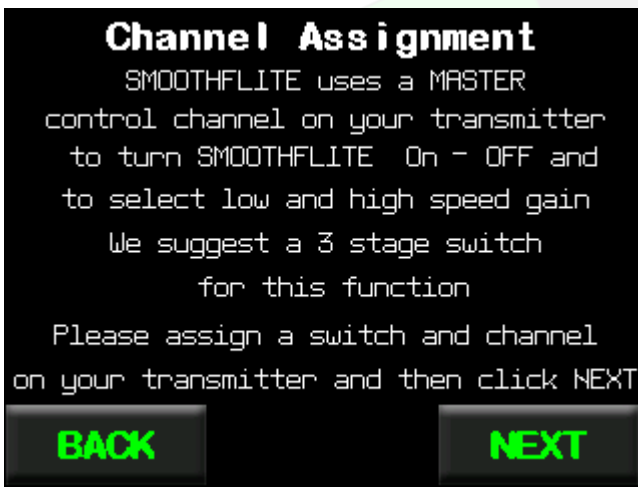 Channel Assignment
SMOOTHFLITE uses a MASTER
control channel on your transmitter
to turn SMOOTHFLITE On - OFF and
to select low and high speed gain
We suggest a 3 stage switch
for this function
Please assign a switch and channel
on your transmitter and then click NEXT
BACK NEXT